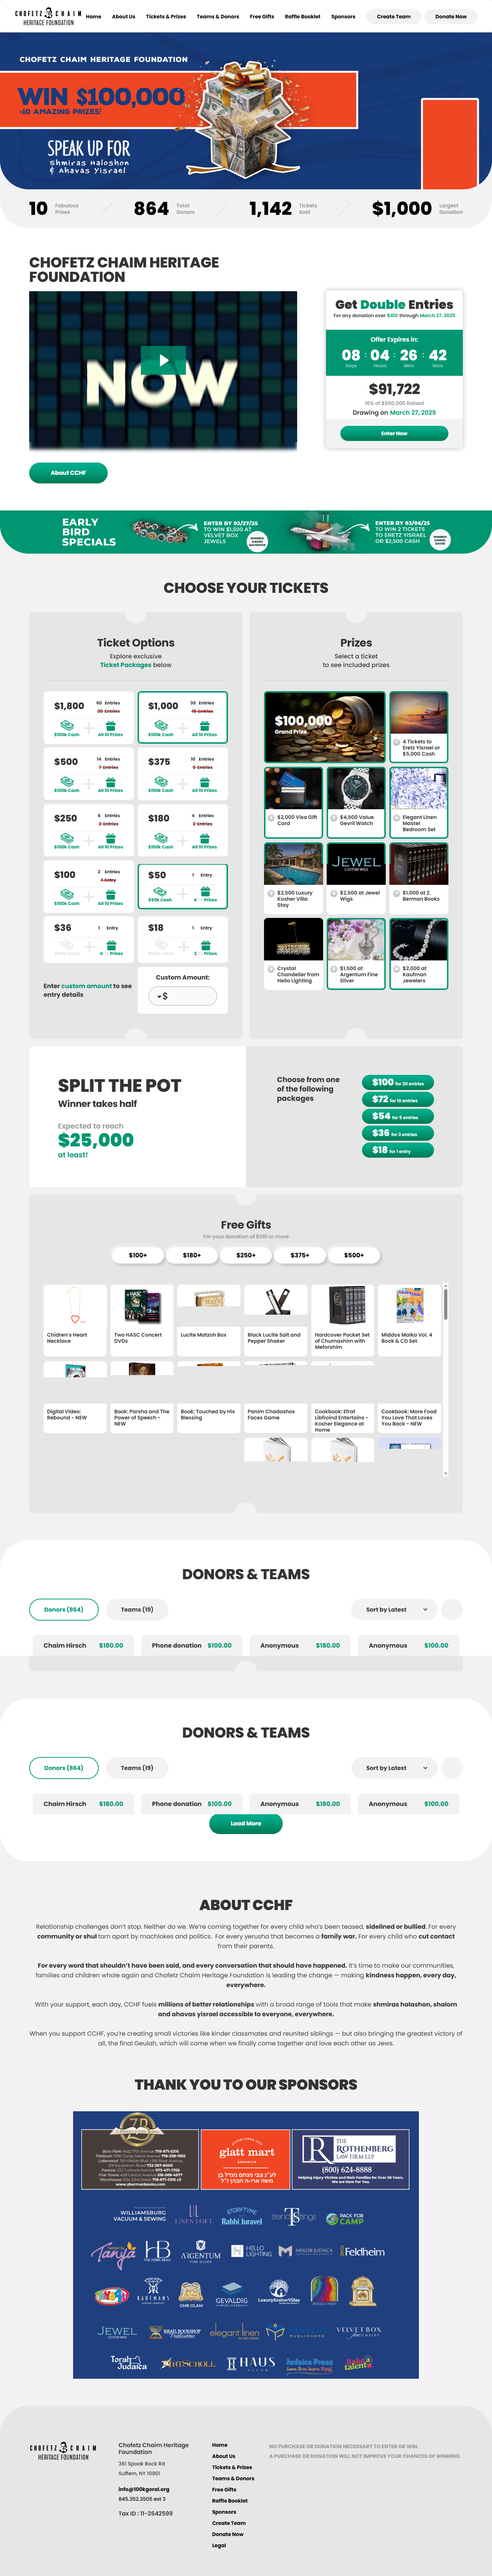 CHOFETZ CHAIM
HERITAGE FOUNDATION
Home About Us Tickets & Prizes Teams & Donors Free Gifts Raffle Booklet Sponsors Create Team Donate Now
CHOFETZ CHAIM HERITAGE FOUNDATION
WIN $100,000
+10 AMAZING PRIZES!
SPEAK UP FOR
Shmiras Haloshon
& Ahavas Yisrael
10 Fabulous Prizes
864 Total Donors
1,142 Tickets Sold
$1,000 Largest Donation
CHOFETZ CHAIM HERITAGE
FOUNDATION
NOW
About CCHF
Get Double Entries
For any donation over $100 through March 27, 2025
Offer Expires in:
08 : 04 : 26 : 42
Days Hours Mins Secs
$91,722
16% of $550,000 Raised
Drawing on March 27, 2025
Enter Now
EARLY
BIRD
SPECIALS
ENTER BY 02/27/25
TO WIN $1,500 AT
VELVET BOX
JEWELS
ENTER BY 03/06/25
TO WIN 2 TICKETS
TO ERETZ YISRAEL
OR $2,500 CASH
CHOOSE YOUR TICKETS
Ticket Options
Explore exclusive
Ticket Packages below
$1,800 60 Entries
30 Entries
$100k Cash + All 10 Prizes
$1,000 30 Entries
15 Entries
$100k Cash + All 10 Prizes
$500 14 Entries
7 Entries
$100k Cash + All 10 Prizes
$375 10 Entries
5 Entries
$100k Cash + All 10 Prizes
$250 6 Entries
3 Entries
$100k Cash + All 10 Prizes
$180 4 Entries
2 Entries
$100k Cash + All 10 Prizes
$100 2 Entries
1 Entry
$100k Cash + All 10 Prizes
$50 1 Entry
$50k Cash + 4 Prizes
$36 1 Entry
4 Prizes
$18 1 Entry
2 Prizes
Enter custom amount to see
entry details
Custom Amount:
$
Prizes
Select a ticket
to see included prizes
$100,000
Grand Prize
4 Tickets to
Eretz Yisrael or
$5,000 Cash
$2,000 Visa Gift
Card
$4,500 Value
Gevril Watch
Elegant Linen
Master
Bedroom Set
$2,500 Luxury
Kosher Villa
Stay
JEWEL
CUSTOM WIGS
$2,500 at Jewel
Wigs
$1,000 at Z.
Berman Books
Crystal
Chandelier from
Hello Lighting
$1,500 at
Argentum Fine
Silver
$2,000 at
Kaufman
Jewelers
SPLIT THE POT
Winner takes half
Expected to reach
$25,000
at least!
Choose from one
of the following
packages
$100 for 20 entries
$72 for 10 entries
$54 for 5 entries
$36 for 3 entries
$18 for 1 entry
Free Gifts
For your donation of $100 or more
$100+ $180+ $250+ $375+ $500+
Chidren's Heart
Necklace
Two HASC Concert
DVDs
Lucite Matzoh Box
Black Lucite Salt and
Pepper Shaker
Hardcover Pocket Set
of Chumashim with
Meforshim
Middos Malka Vol. 4
Book & CD Set
Digital Video:
Rebound - NEW
Book: Parsha and The
Power of Speech -
NEW
Book: Touched by His
Blessing
Panim Chadashos
Faces Game
Cookbook: Efrat
Libfroind Entertains -
Kosher Elegance at
Home
Cookbook: More Food
You Love That Loves
You Back - NEW
DONORS & TEAMS
Donors (864) Teams (19) Sort by Latest
Chaim Hirsch $180.00 Phone donation $100.00 Anonymous $180.00 Anonymous $100.00
DONORS & TEAMS
Donors (864) Teams (19) Sort by Latest
Chaim Hirsch $180.00 Phone donation $100.00 Anonymous $180.00 Anonymous $100.00
Load More
ABOUT CCHF
Relationship challenges don't stop. Neither do we. We're coming together for every child who's been teased, sidelined or bullied. For every
community or shul torn apart by machlokes and politics. For every yerusha that becomes a family war. For every child who cut contact
from their parents.
For every word that shouldn't have been said, and every conversation that should have happened. It's time to make our communities,
families and children whole again and Chofetz Chaim Heritage Foundation is leading the change — making kindness happen, every day,
everywhere.
With your support, each day, CCHF fuels millions of better relationships with a broad range of tools that make shmiras halashon, shalom
and ahavas yisroel accessible to everyone, everywhere.
When you support CCHF, you're creating small victories like kinder classmates and reunited siblings — but also bringing the greatest victory of
all, the final Geulah, which will come when we finally come together and love each other as Jews.
THANK YOU TO OUR SPONSORS
ZB
www.zbermanbooks.com
glatt mart
BROOKLYN
THE
ROTHENBERG
LAW FIRM LLP
(800) 624-8888
WILLIAMSBURG
VACUUM & SEWING
LINEN LOFT
STORYTYME
Rabbi Juravel
PACK FOR
CAMP
Tanya
HB
ARGENTUM
FINE SILVER
HELLO
LIGHTING
MEKOR JUDAICA
Feldheim
KAUFMANN
CHIR GLAM
GEVALDIG
LuxuryKosherVillas
JEWEL
ISRAEL BOOKSHOP
Publications
elegant linen
PUBLISHERS
VELVET BOX
Torah
Judaica
ARTSCROLL
HAUS
Judaica Press
talent
CHOFETZ CHAIM
HERITAGE FOUNDATION
Chofetz Chaim Heritage
Foundation
361 Spook Rock Rd
Suffern, NY 10901
info@100kgoral.org
845.352.3505 ext 3
Tax ID : 11-2642599
Home
About Us
Tickets & Prizes
Teams & Donors
Free Gifts
Raffle Booklet
Sponsors
Create Team
Donate Now
Legal
NO PURCHASE OR DONATION NECESSARY TO ENTER OR WIN.
A PURCHASE OR DONATION WILL NOT IMPROVE YOUR CHANCES OF WINNING.